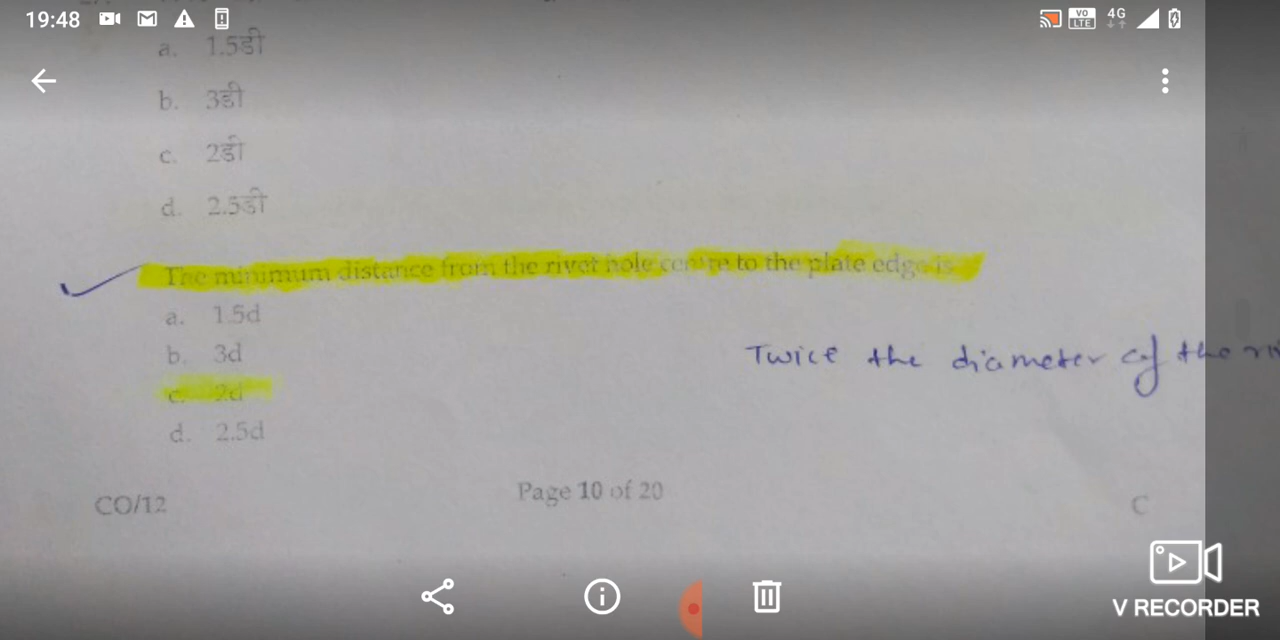 19:48
VO LTE 4G
a. 1.5डी
b. 3डी
c. 2डी
d. 2.5डी
The minimum distance from the rivet hole centre to the plate edge is
a. 1.5d
b. 3d
c. 2d
d. 2.5d
Twice the diameter of the
CO/12
Page 10 of 20
C
V RECORDER